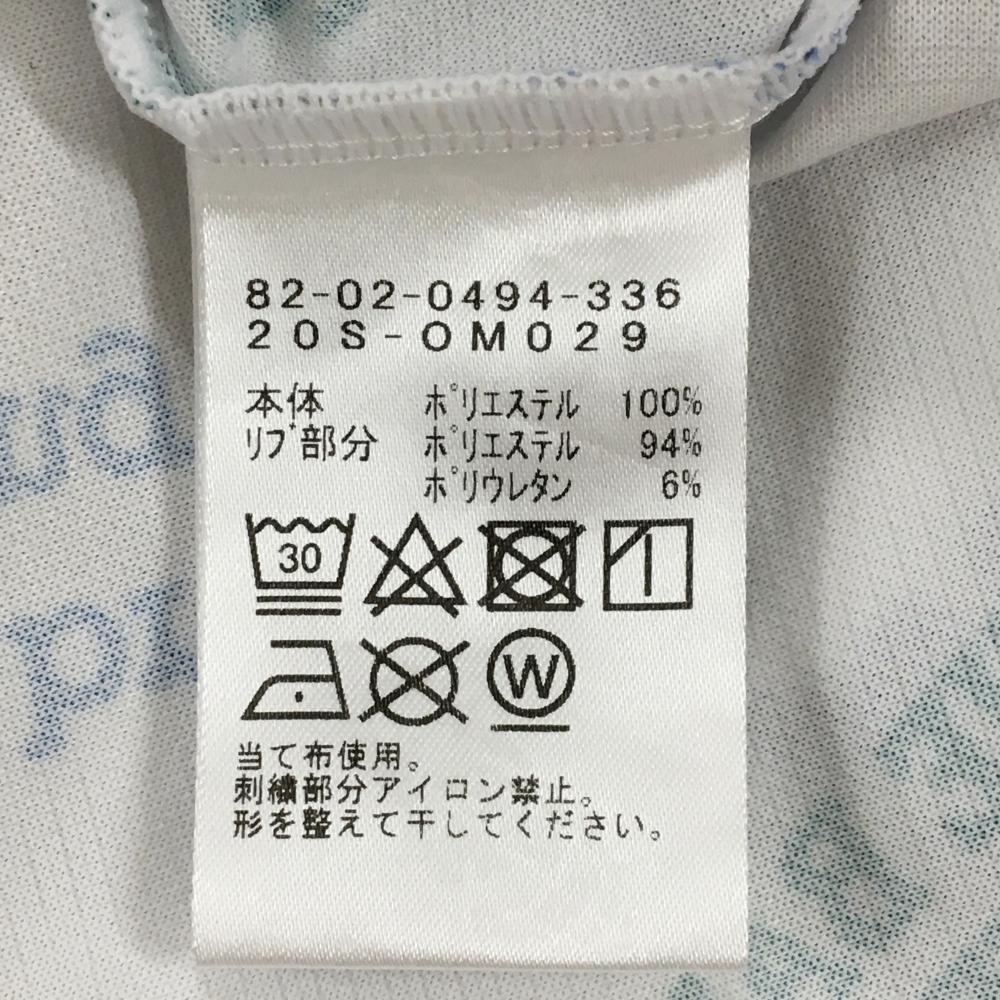 82-02-0494-336
20S-OM029
本体 ポリエステル 100%
リブ部分 ポリエステル 94%
ポリウレタン 6%
30
W
当て布使用。
刺繍部分アイロン禁止。
形を整えて干してください。